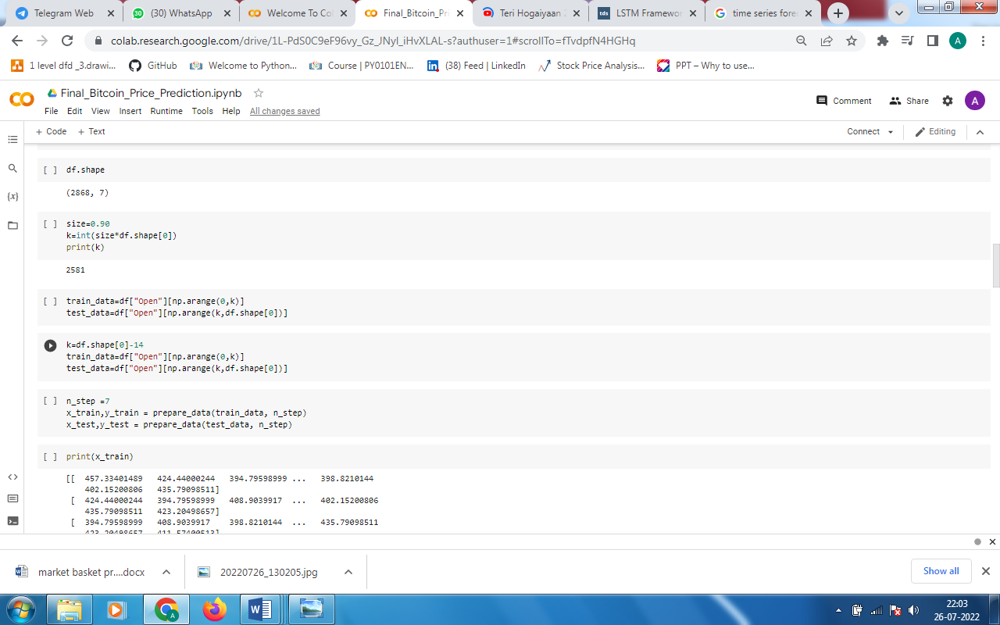 Telegram Web
(30) WhatsApp
Welcome To Co
Final_Bitcoin_Pr
Teri Hogaiyaan 2
LSTM Framewor
time series fore
colab.research.google.com/drive/1L-PdS0C9eF96vy_Gz_JNyl_iHvXLAL-s?authuser=1#scrollTo=fTvdpfN4HGHq
A
1 level dfd _3.drawi...
GitHub
Welcome to Python...
Course | PY0101EN...
(38) Feed | LinkedIn
Stock Price Analysis...
PPT – Why to use...
Final_Bitcoin_Price_Prediction.ipynb
File Edit View Insert Runtime Tools Help All changes saved
Comment Share A
+ Code + Text
Connect Editing
[ ] df.shape
(2868, 7)
[ ] size=0.90
k=int(size*df.shape[0])
print(k)
2581
[ ] train_data=df["Open"][np.arange(0,k)]
test_data=df["Open"][np.arange(k,df.shape[0])]
k=df.shape[0]-14
train_data=df["Open"][np.arange(0,k)]
test_data=df["Open"][np.arange(k,df.shape[0])]
[ ] n_step =7
x_train,y_train = prepare_data(train_data, n_step)
x_test,y_test = prepare_data(test_data, n_step)
[ ] print(x_train)
[[ 457.33401489 424.44000244 394.79598999 ... 398.8210144
402.15200806 435.79098511]
[ 424.44000244 394.79598999 408.9039917 ... 402.15200806
435.79098511 423.20498657]
[ 394.79598999 408.9039917 398.8210144 ... 435.79098511
423.20498657 411.57400513]
market basket pr....docx
20220726_130205.jpg
Show all
22:03
26-07-2022